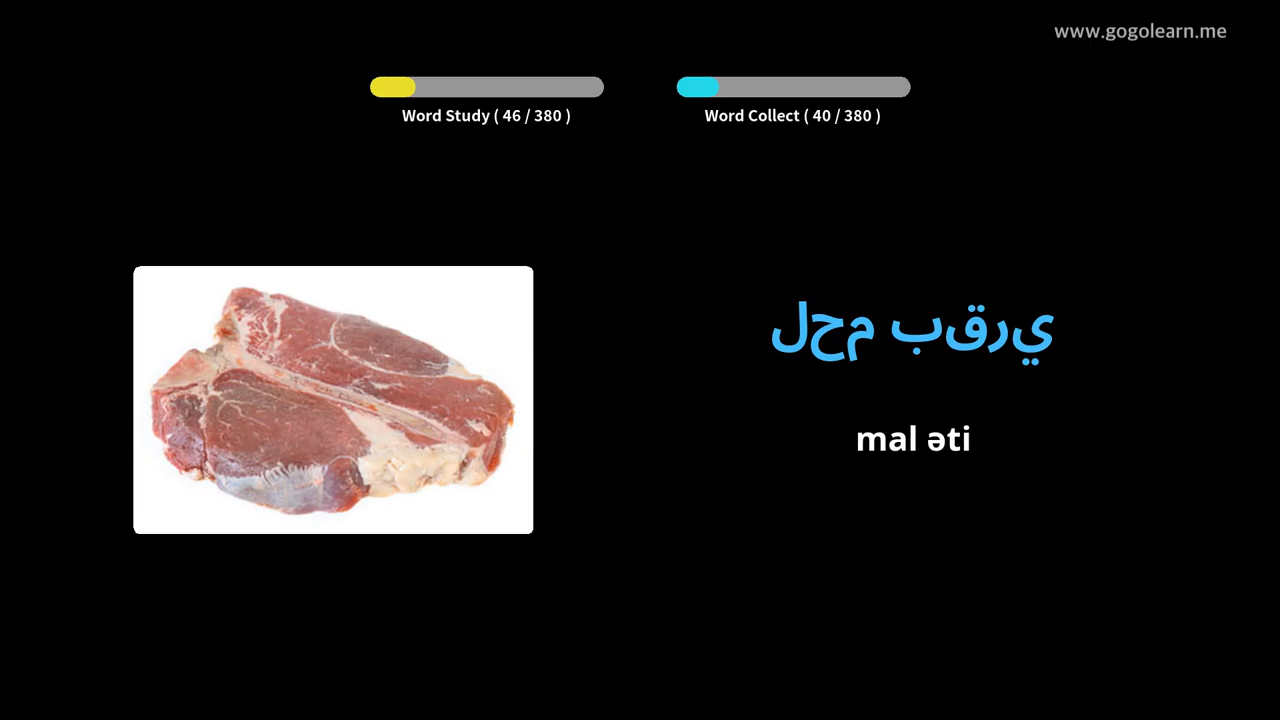 www.gogolearn.me
Word Study ( 46 / 380 )
Word Collect ( 40 / 380 )
لحم بقري
mal əti